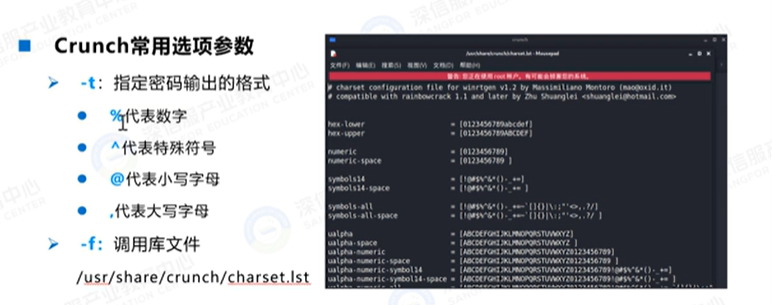 Crunch常用选项参数
-t：指定密码输出的格式
%代表数字
^代表特殊符号
@代表小写字母
,代表大写字母
-f：调用库文件
/usr/share/crunch/charset.lst
crunch
/usr/share/crunch/charset.lst - Mousepad
文件(F) 编辑(E) 搜索(S) 视图(V) 文档(D) 帮助(H)
警告: 您正在使用 root 帐户。有可能会损害您的系统。
# charset configuration file for winrtgen v1.2 by Massimiliano Montoro (mao@oxid.it)
# compatible with rainbowcrack 1.1 and later by Zhu Shuanglei <shuanglei@hotmail.com>
hex-lower = [0123456789abcdef]
hex-upper = [0123456789ABCDEF]
numeric = [0123456789]
numeric-space = [0123456789 ]
symbols14 = [!@#$%^&*()-_+=]
symbols14-space = [!@#$%^&*()-_+= ]
symbols-all = [!@#$%^&*()-_+=~`[]{}|\:;"'<>,.?/]
symbols-all-space = [!@#$%^&*()-_+=~`[]{}|\:;"'<>,.?/ ]
ualpha = [ABCDEFGHIJKLMNOPQRSTUVWXYZ]
ualpha-space = [ABCDEFGHIJKLMNOPQRSTUVWXYZ ]
ualpha-numeric = [ABCDEFGHIJKLMNOPQRSTUVWXYZ0123456789]
ualpha-numeric-space = [ABCDEFGHIJKLMNOPQRSTUVWXYZ0123456789 ]
ualpha-numeric-symbol14 = [ABCDEFGHIJKLMNOPQRSTUVWXYZ0123456789!@#$%^&*()-_+=]